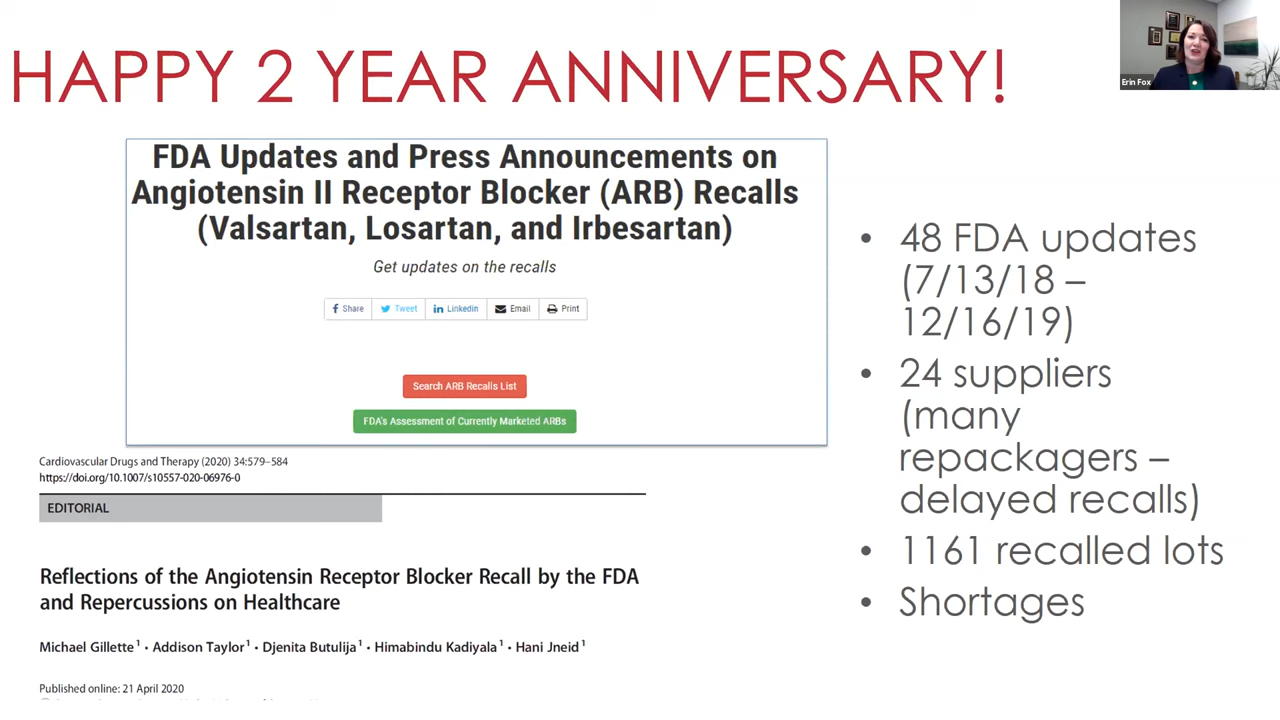 HAPPY 2 YEAR ANNIVERSARY!
Erin Fox
FDA Updates and Press Announcements on
Angiotensin II Receptor Blocker (ARB) Recalls
(Valsartan, Losartan, and Irbesartan)
Get updates on the recalls
Share Tweet Linkedin Email Print
Search ARB Recalls List
FDA's Assessment of Currently Marketed ARBs
Cardiovascular Drugs and Therapy (2020) 34:579–584
https://doi.org/10.1007/s10557-020-06976-0
EDITORIAL
Reflections of the Angiotensin Receptor Blocker Recall by the FDA
and Repercussions on Healthcare
Michael Gillette1 • Addison Taylor1 • Djenita Butulija1 • Himabindu Kadiyala1 • Hani Jneid1
Published online: 21 April 2020
• 48 FDA updates
(7/13/18 –
12/16/19)
• 24 suppliers
(many
repackagers –
delayed recalls)
• 1161 recalled lots
• Shortages